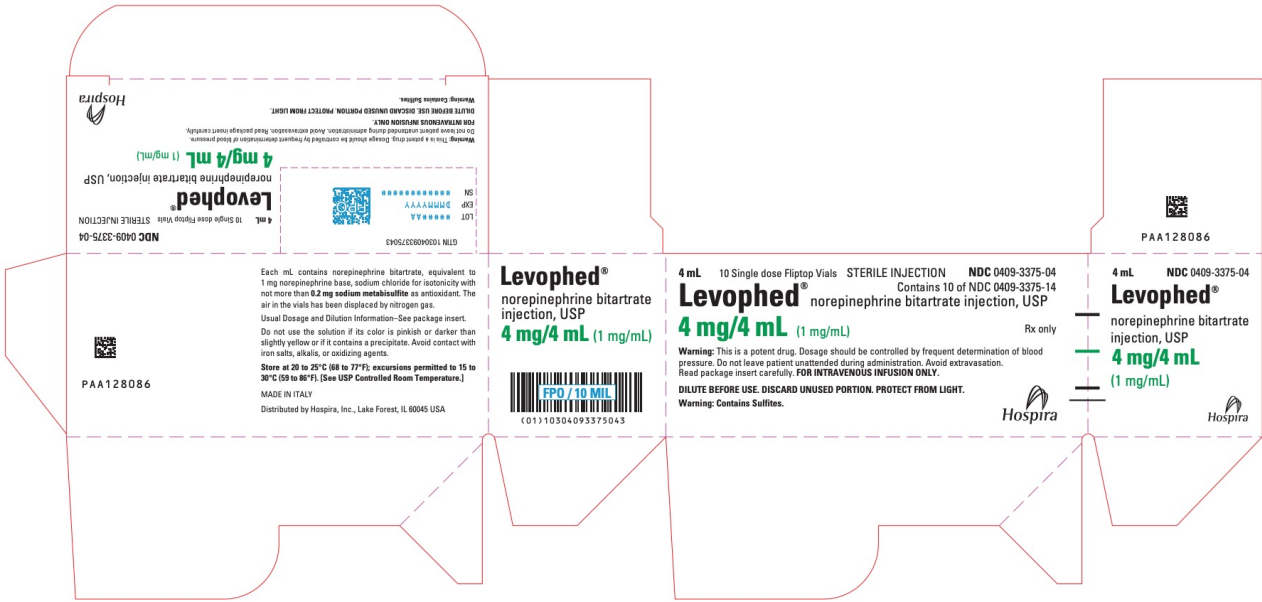 Hospira
Warning: Contains Sulfites.
DILUTE BEFORE USE. DISCARD UNUSED PORTION. PROTECT FROM LIGHT.
FOR INTRAVENOUS INFUSION ONLY.
Do not leave patient unattended during administration. Avoid extravasation. Read package insert carefully.
Warning: This is a potent drug. Dosage should be controlled by frequent determination of blood pressure.
4 mg/4 mL (1 mg/mL)
norepinephrine bitartrate injection, USP
Levophed®
4 mL 10 Single dose Fliptop Vials STERILE INJECTION
NDC 0409-3375-04
GTIN 10304093375043
LOT *****AA
EXP DMMMYYYY
SN ************
PAA128086
Each mL contains norepinephrine bitartrate, equivalent to
1 mg norepinephrine base, sodium chloride for isotonicity with
not more than 0.2 mg sodium metabisulfite as antioxidant. The
air in the vials has been displaced by nitrogen gas.
Usual Dosage and Dilution Information–See package insert.
Do not use the solution if its color is pinkish or darker than
slightly yellow or if it contains a precipitate. Avoid contact with
iron salts, alkalis, or oxidizing agents.
Store at 20 to 25°C (68 to 77°F); excursions permitted to 15 to
30°C (59 to 86°F). [See USP Controlled Room Temperature.]
MADE IN ITALY
Distributed by Hospira, Inc., Lake Forest, IL 60045 USA
Levophed®
norepinephrine bitartrate
injection, USP
4 mg/4 mL (1 mg/mL)
FPO / 10 MIL
(01)10304093375043
4 mL 10 Single dose Fliptop Vials STERILE INJECTION NDC 0409-3375-04
Contains 10 of NDC 0409-3375-14
Levophed® norepinephrine bitartrate injection, USP
4 mg/4 mL (1 mg/mL) Rx only
Warning: This is a potent drug. Dosage should be controlled by frequent determination of blood
pressure. Do not leave patient unattended during administration. Avoid extravasation.
Read package insert carefully. FOR INTRAVENOUS INFUSION ONLY.
DILUTE BEFORE USE. DISCARD UNUSED PORTION. PROTECT FROM LIGHT.
Warning: Contains Sulfites.
Hospira
PAA128086
4 mL NDC 0409-3375-04
Levophed®
norepinephrine bitartrate
injection, USP
4 mg/4 mL
(1 mg/mL)
Hospira